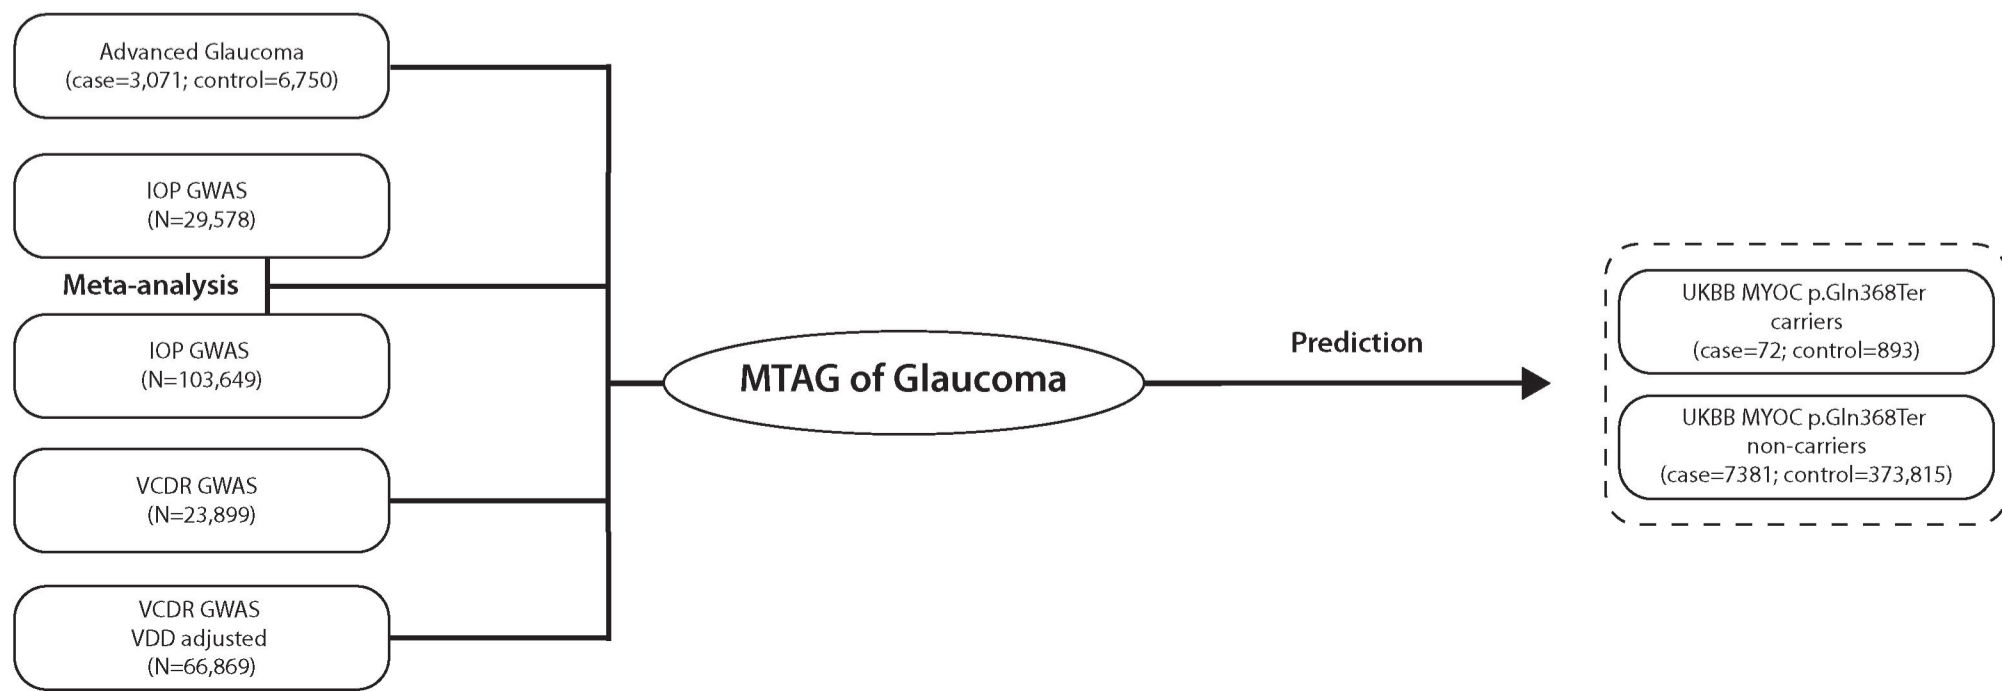 Advanced Glaucoma
(case=3,071; control=6,750)
IOP GWAS
(N=29,578)
Meta-analysis
IOP GWAS
(N=103,649)
VCDR GWAS
(N=23,899)
VCDR GWAS
VDD adjusted
(N=66,869)
MTAG of Glaucoma
Prediction
UKBB MYOC p.Gln368Ter
carriers
(case=72; control=893)
UKBB MYOC p.Gln368Ter
non-carriers
(case=7381; control=373,815)